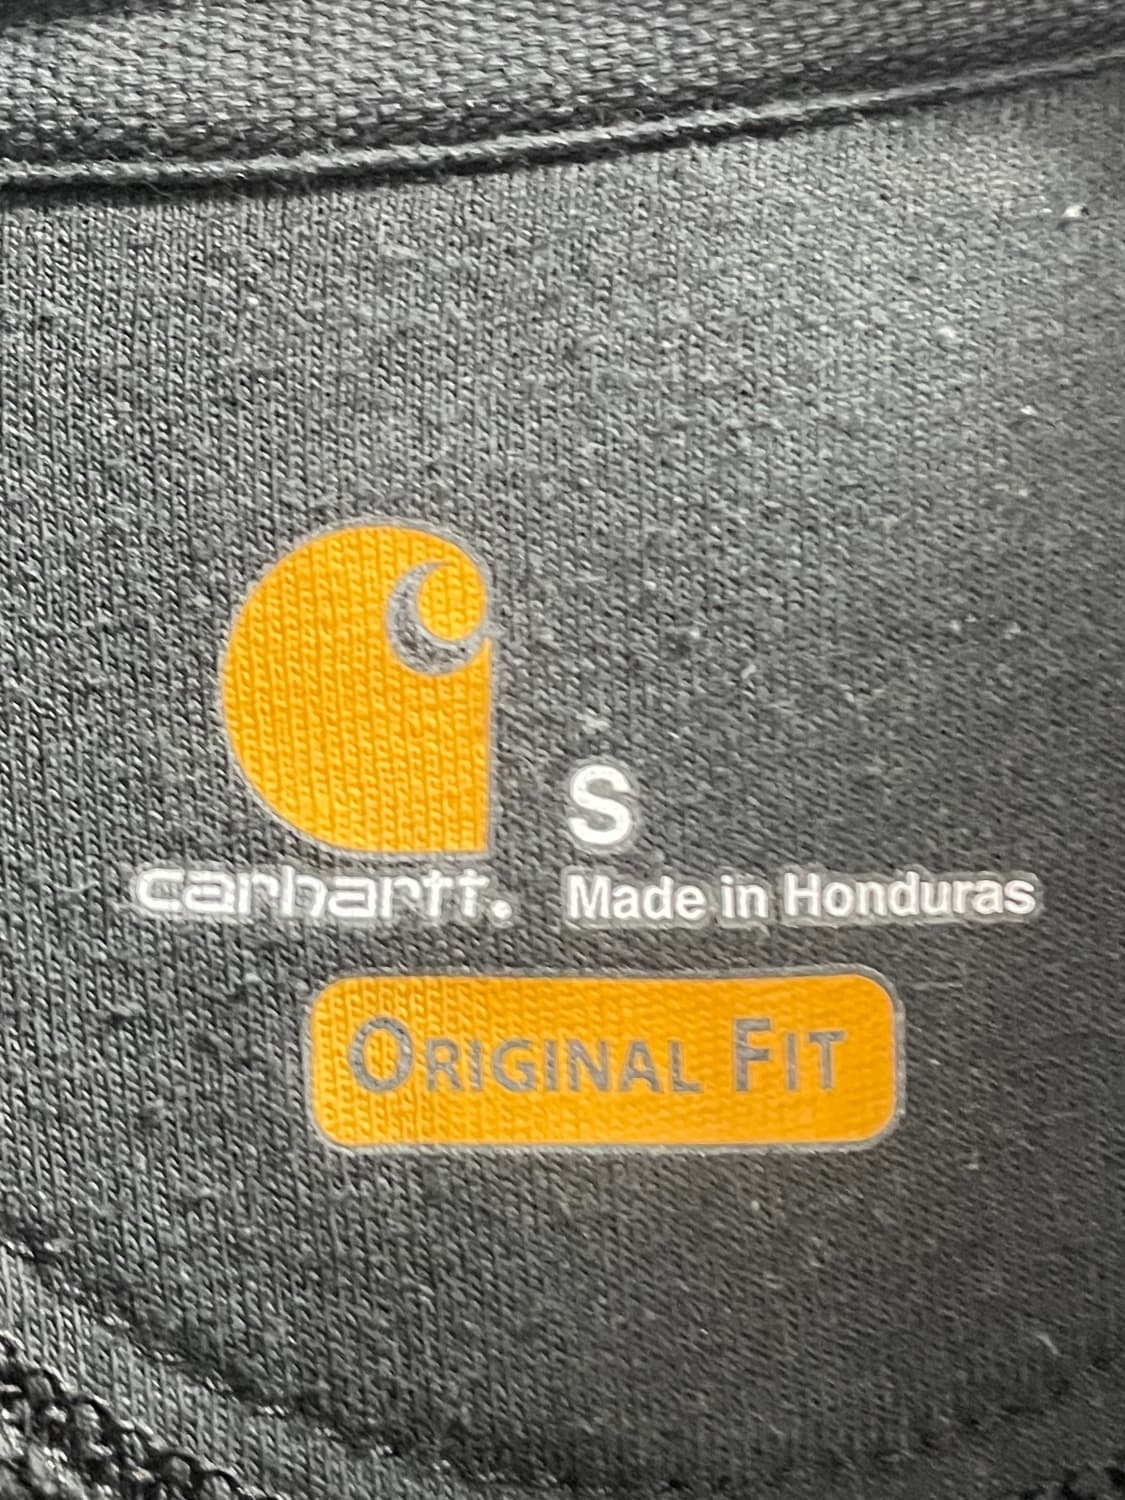 S
carhartt. Made in Honduras
ORIGINAL FIT